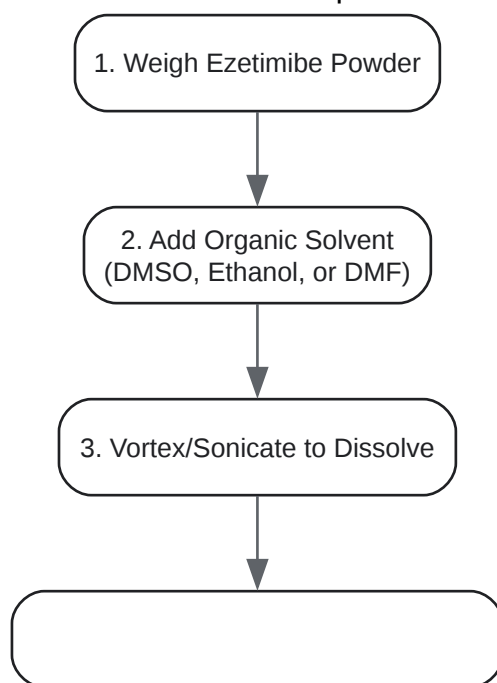 1. Weigh Ezetimibe Powder
2. Add Organic Solvent
(DMSO, Ethanol, or DMF)
3. Vortex/Sonicate to Dissolve